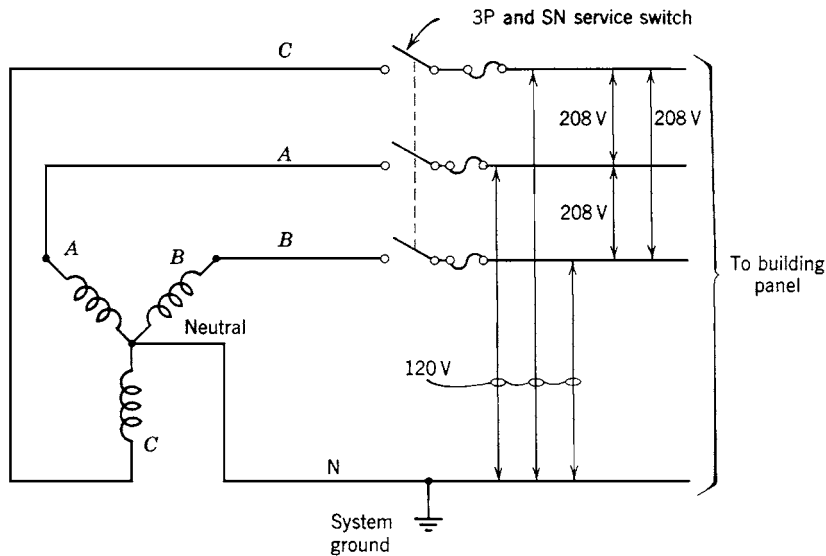 3P and SN service switch
C
A
208 V
208 V
208 V
A
B
B
To building
panel
Neutral
120 V
C
N
System
ground